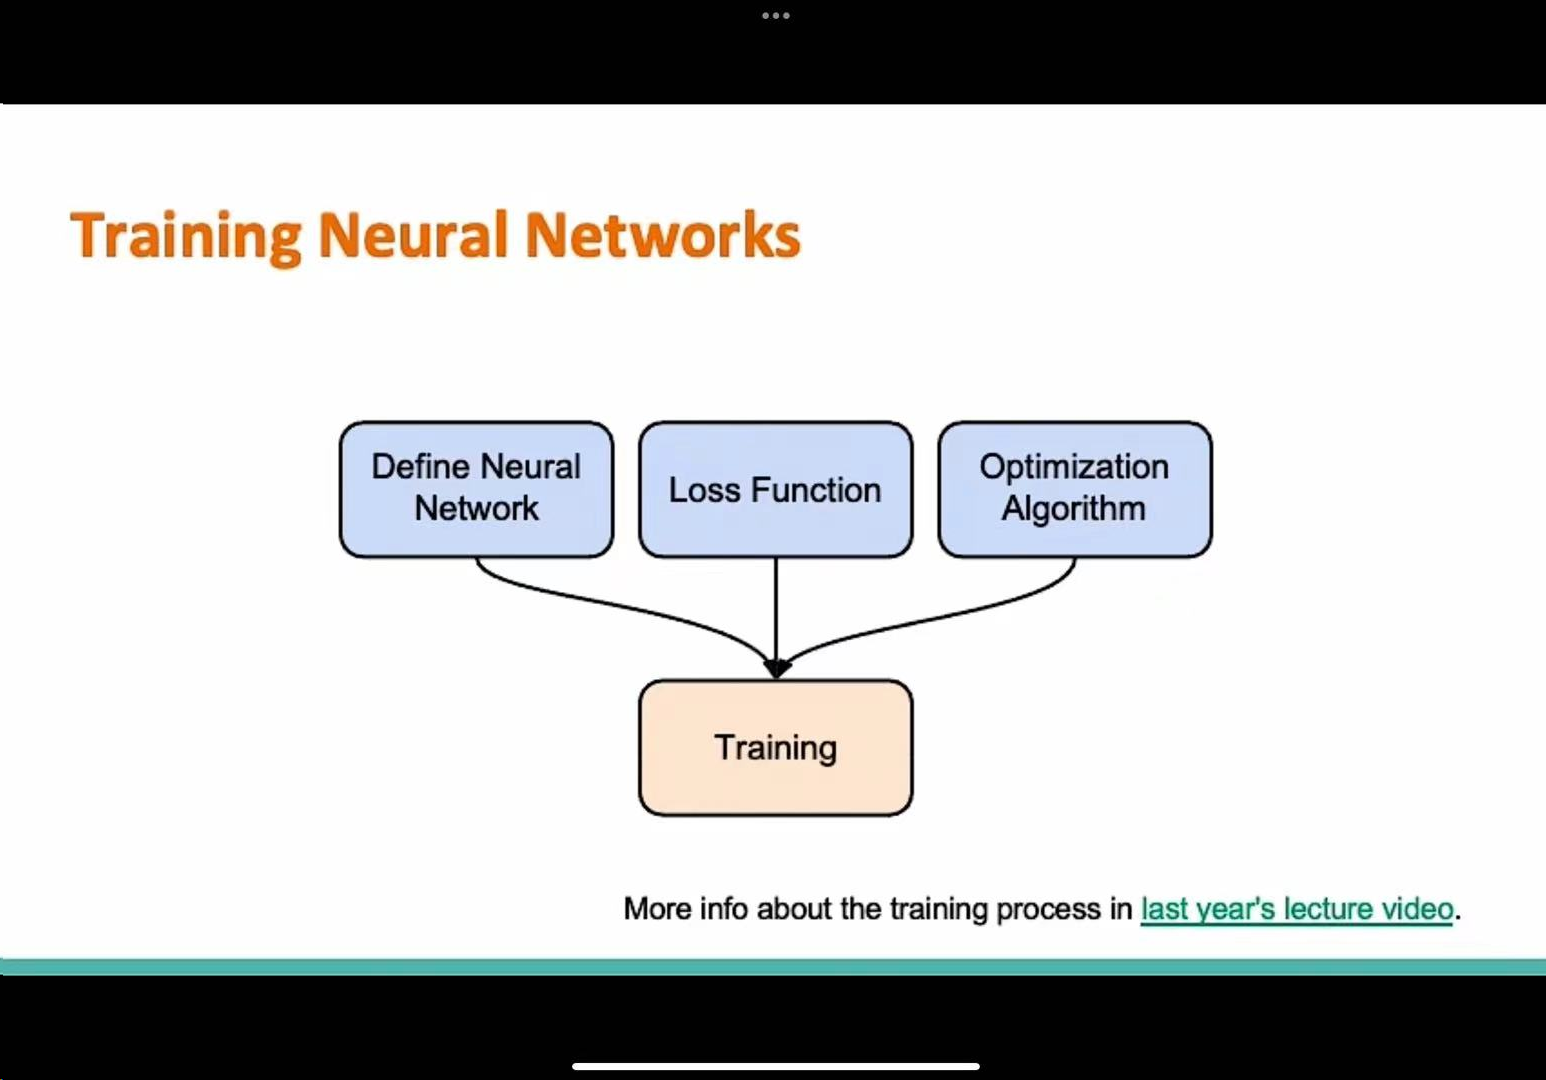 Training Neural Networks
Define Neural
Network
Loss Function
Optimization
Algorithm
Training
More info about the training process in last year's lecture video.